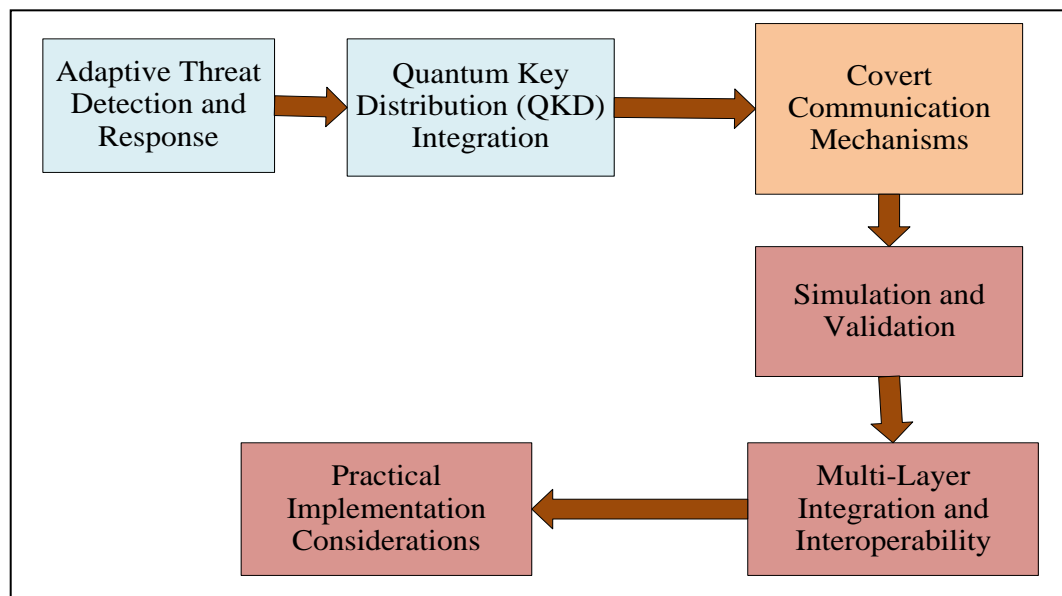 Adaptive Threat
Detection and
Response
Quantum Key
Distribution (QKD)
Integration
Covert
Communication
Mechanisms
Simulation and
Validation
Multi-Layer
Integration and
Interoperability
Practical
Implementation
Considerations